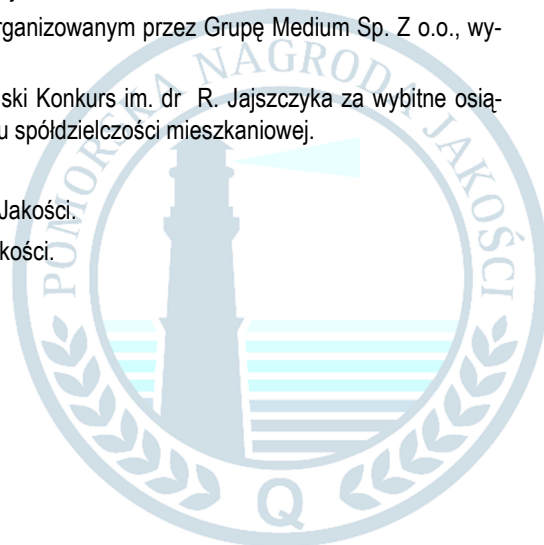 rganizowanym przez Grupę Medium Sp. Z o.o., wy-
ski Konkurs im. dr R. Jajszczyka za wybitne osią-
u spółdzielczości mieszkaniowej.
Jakości.
kości.
POMORSKA NAGRODA JAKOŚCI
Q